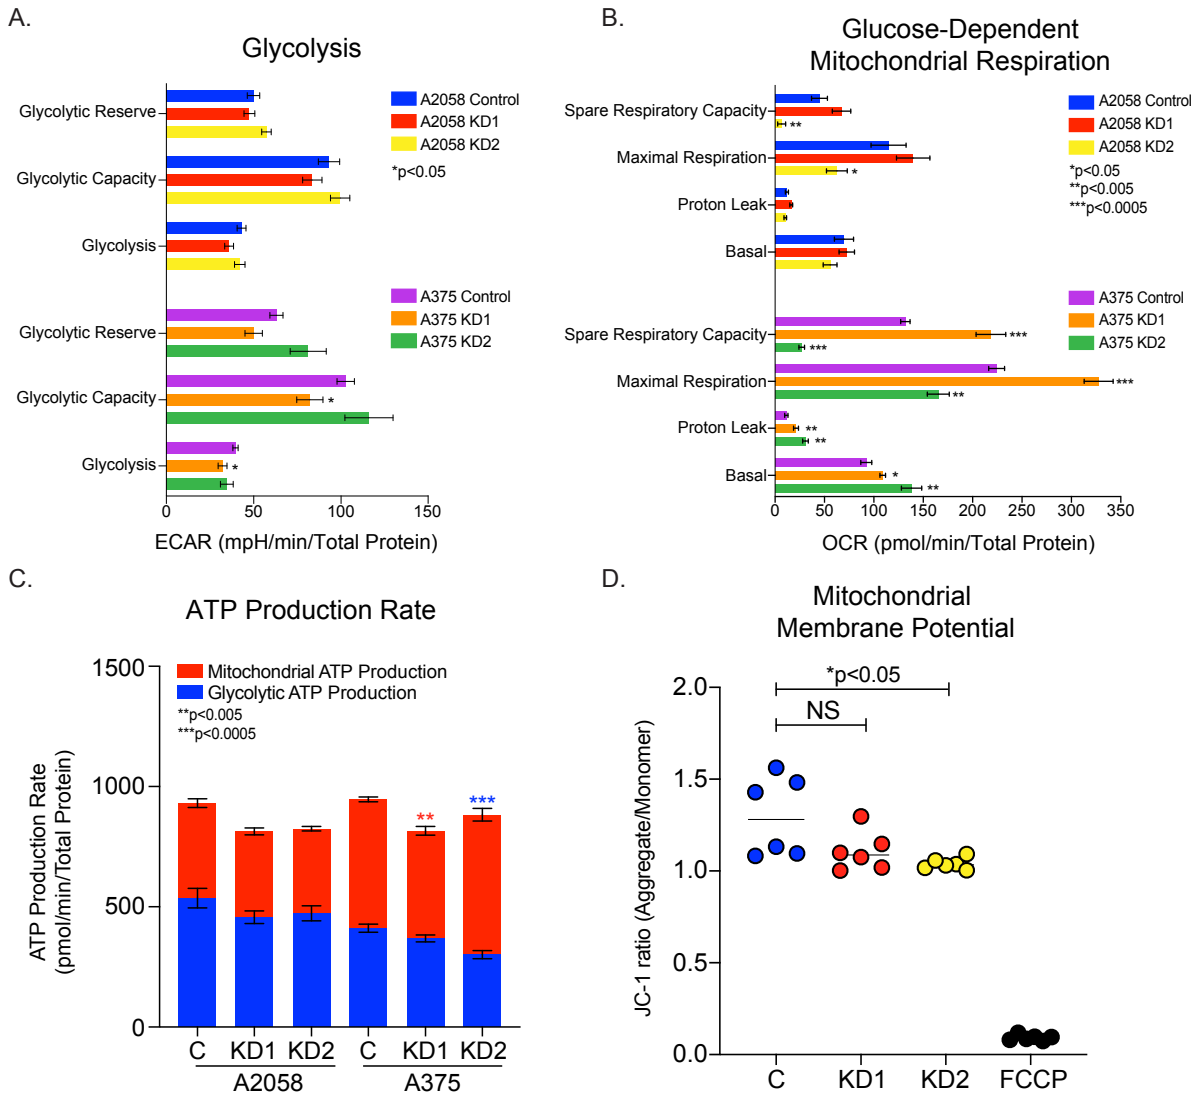 A.
Glycolysis
Glycolytic Reserve
Glycolytic Capacity
Glycolysis
Glycolytic Reserve
Glycolytic Capacity
Glycolysis
A2058 Control
A2058 KD1
A2058 KD2
*p<0.05
A375 Control
A375 KD1
A375 KD2
*
*
0 50 100 150
ECAR (mpH/min/Total Protein)
B.
Glucose-Dependent
Mitochondrial Respiration
Spare Respiratory Capacity
Maximal Respiration
Proton Leak
Basal
Spare Respiratory Capacity
Maximal Respiration
Proton Leak
Basal
A2058 Control
A2058 KD1
A2058 KD2
*p<0.05
**p<0.005
***p<0.0005
A375 Control
A375 KD1
A375 KD2
**
*
***
***
***
**
**
**
*
**
0 50 100 150 200 250 300 350
OCR (pmol/min/Total Protein)
C.
ATP Production Rate
ATP Production Rate
(pmol/min/Total Protein)
1500
1000
500
0
Mitochondrial ATP Production
Glycolytic ATP Production
**p<0.005
***p<0.0005
**
***
C KD1 KD2 C KD1 KD2
A2058 A375
D.
Mitochondrial
Membrane Potential
JC-1 ratio (Aggregate/Monomer)
2.0
1.5
1.0
0.5
0.0
*p<0.05
NS
C KD1 KD2 FCCP